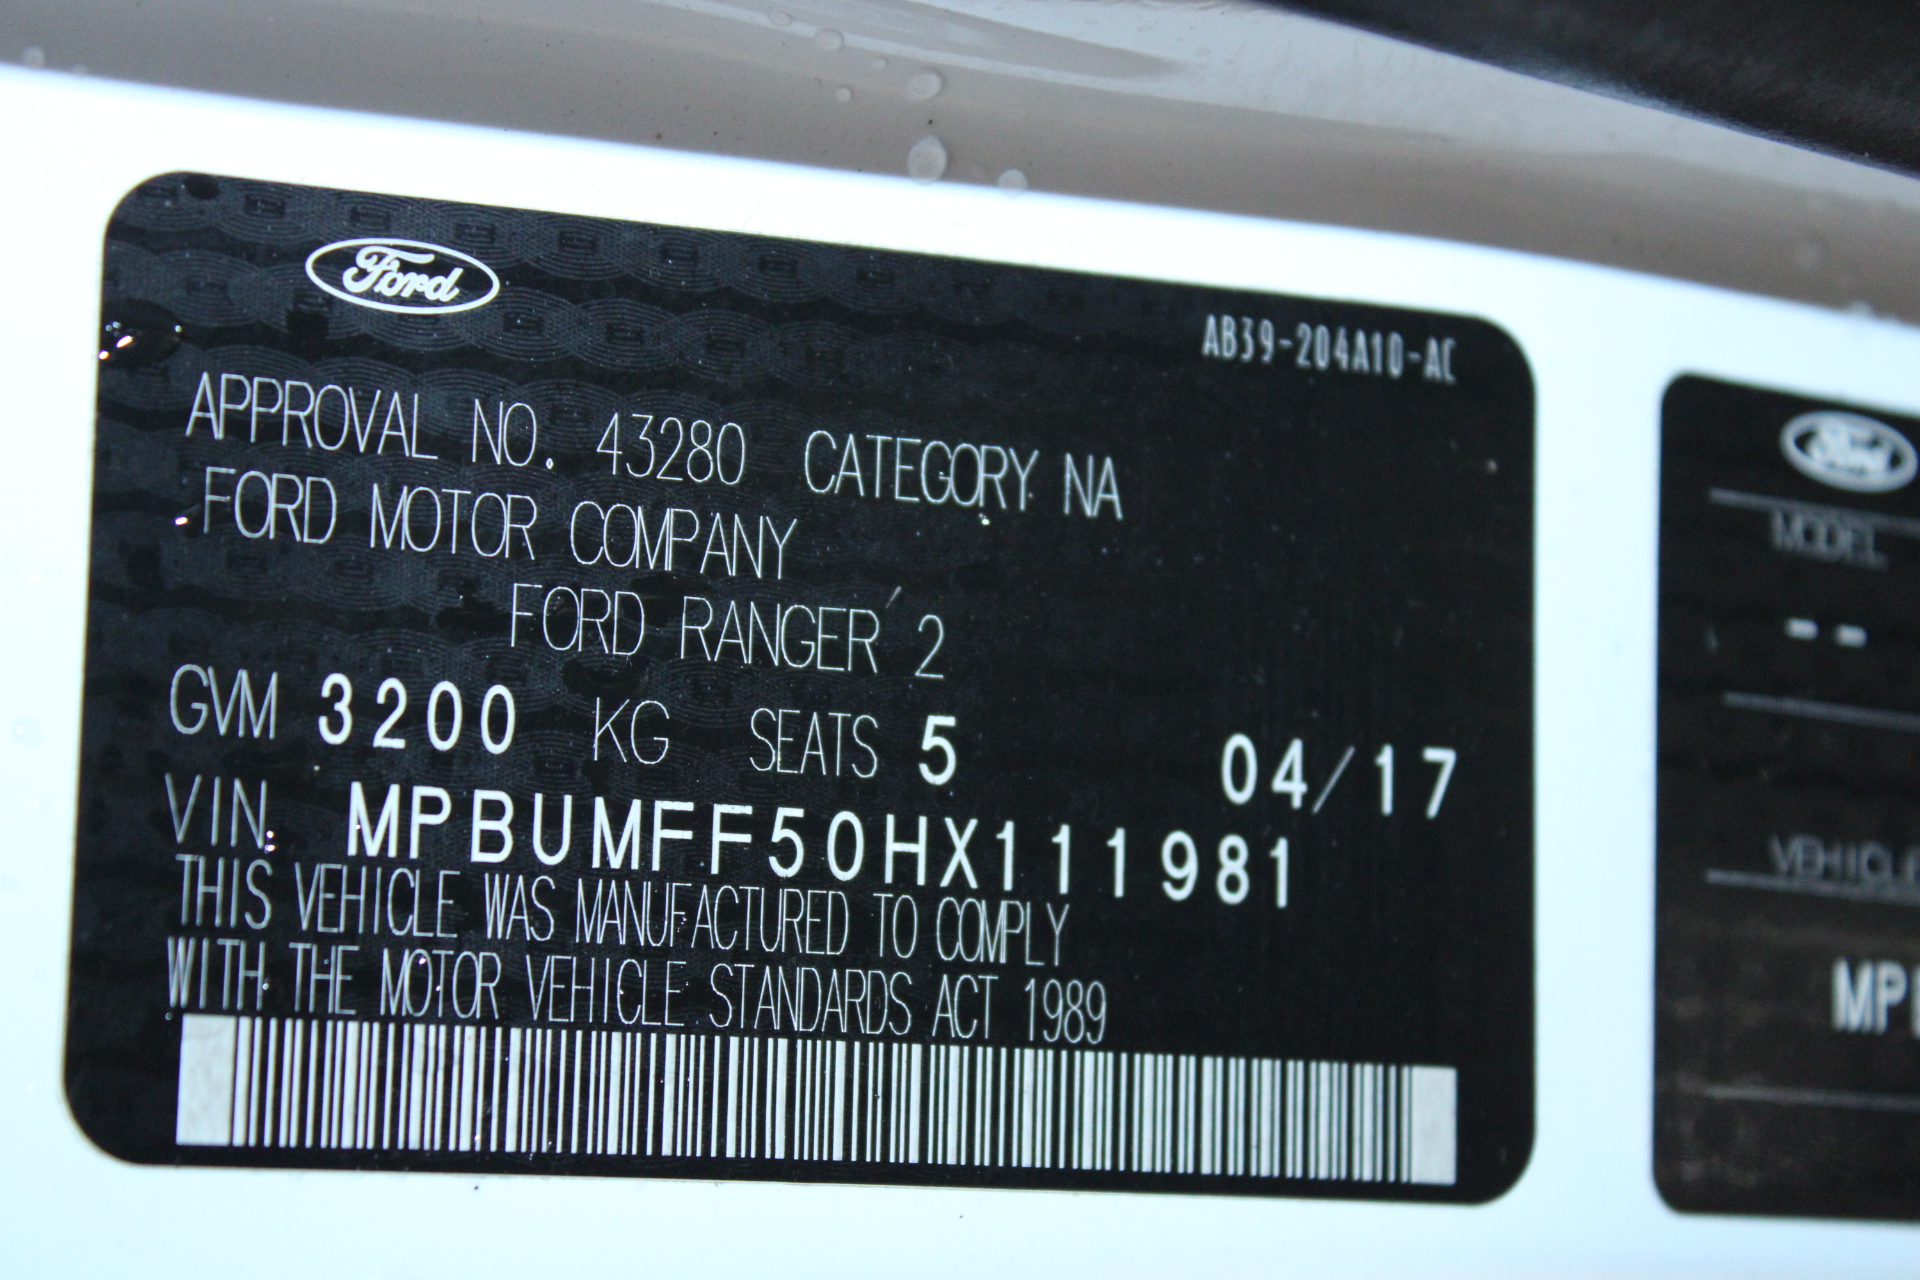 Ford
AB39-204A10-AC
APPROVAL NO. 43280 CATEGORY NA
FORD MOTOR COMPANY
FORD RANGER 2
GVM 3200 KG SEATS 5 04/17
VIN. MPBUMFF50HX111981
THIS VEHICLE WAS MANUFACTURED TO COMPLY
WITH THE MOTOR VEHICLE STANDARDS ACT 1989
Ford
MODEL
--
VEHICLE
MP